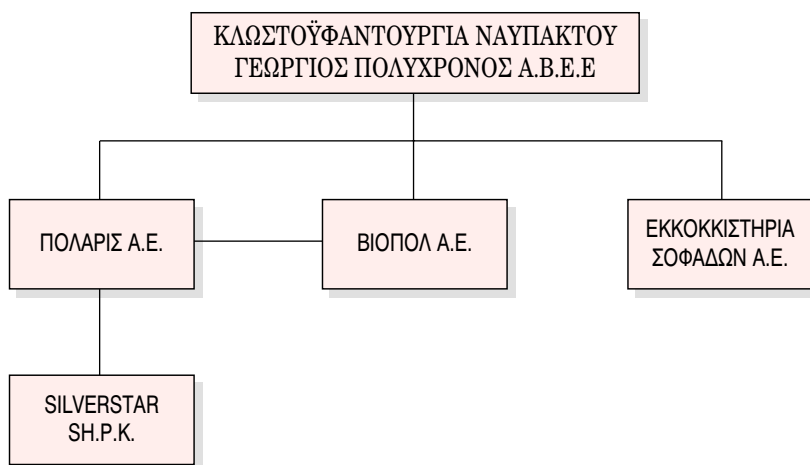 ΚΛΩΣΤΟΫΦΑΝΤΟΥΡΓΙΑ ΝΑΥΠΑΚΤΟΥ
ΓΕΩΡΓΙΟΣ ΠΟΛΥΧΡΟΝΟΣ Α.Β.Ε.Ε
ΠΟΛΑΡΙΣ Α.Ε.
ΒΙΟΠΟΛ Α.Ε.
ΕΚΚΟΚΚΙΣΤΗΡΙΑ
ΣΟΦΑΔΩΝ Α.Ε.
SILVERSTAR
SH.P.K.